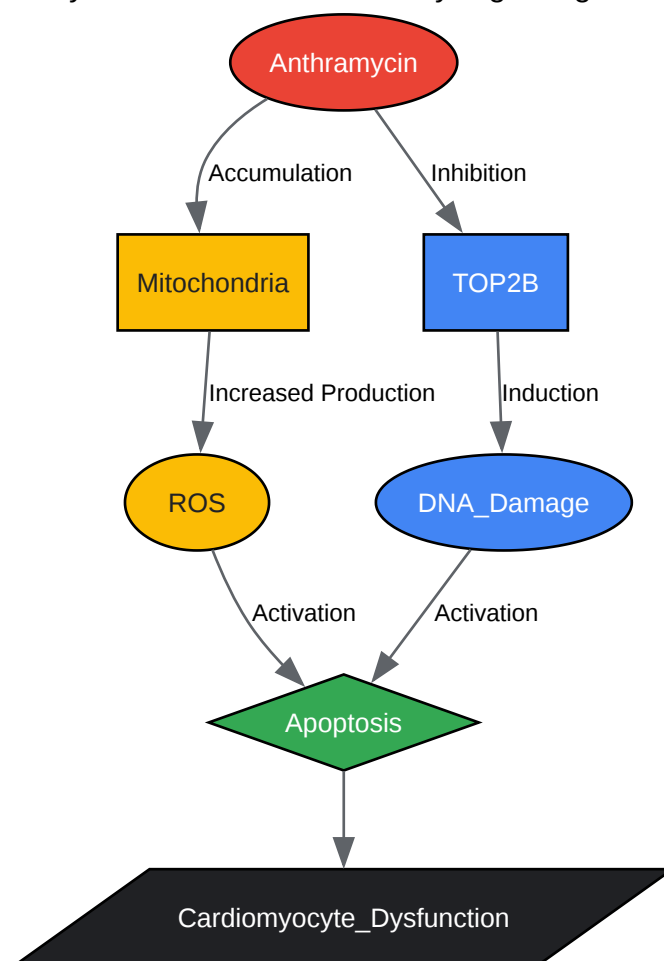 Anthramycin
Accumulation
Inhibition
Mitochondria
TOP2B
Increased Production
Induction
ROS
DNA_Damage
Activation
Activation
Apoptosis
Cardiomyocyte_Dysfunction